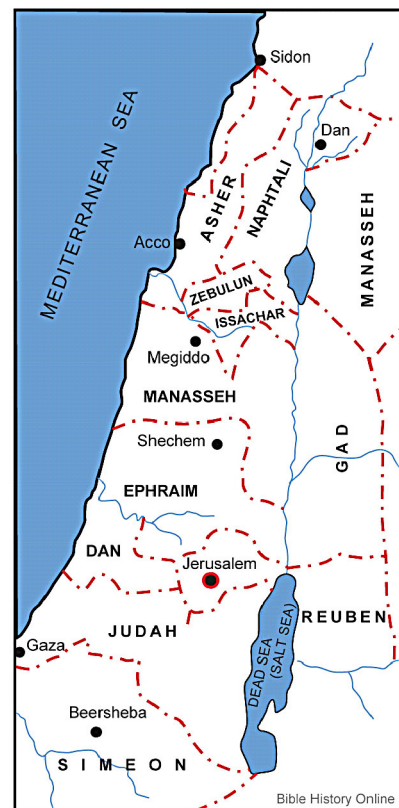 Sidon
MEDITERRANEAN SEA
Dan
ASHER
NAPHTALI
MANASSEH
Acco
ZEBULUN
ISSACHAR
Megiddo
MANASSEH
Shechem
GAD
EPHRAIM
DAN
Jerusalem
REUBEN
JUDAH
DEAD SEA
(SALT SEA)
Gaza
Beersheba
SIMEON
Bible History Online